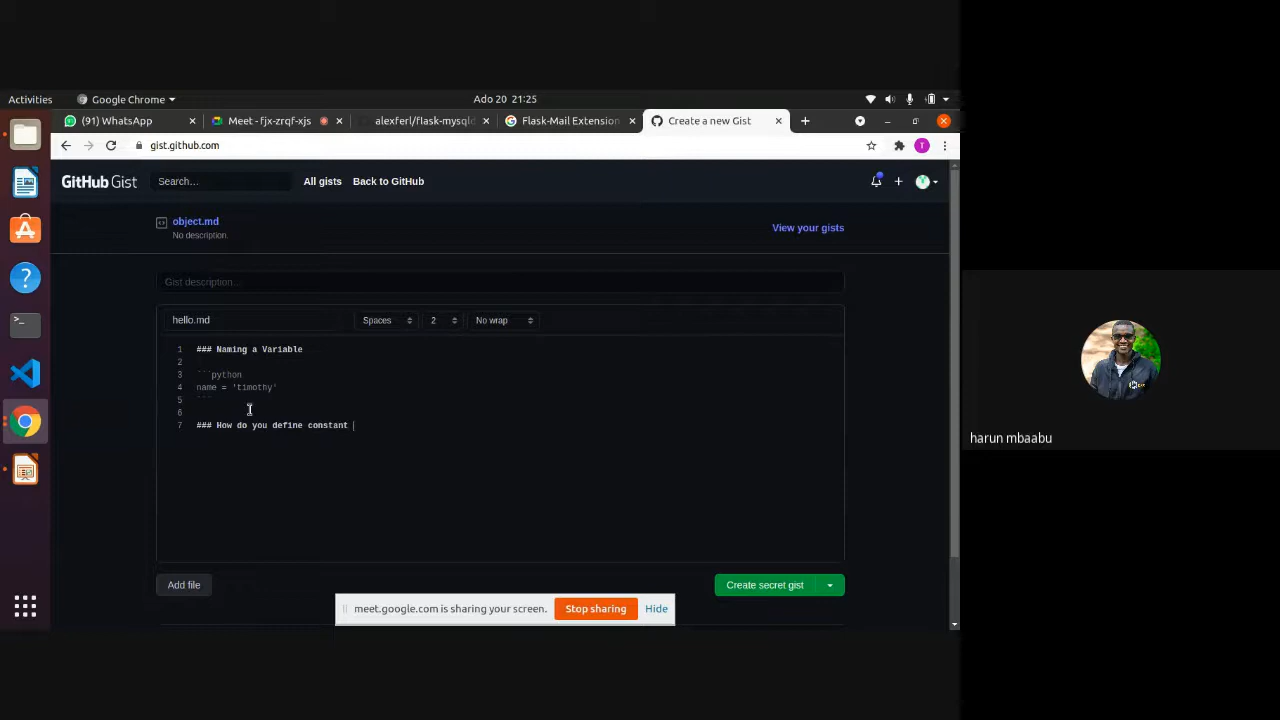 Activities
Google Chrome
Ado 20 21:25
(91) WhatsApp
Meet - fjx-zrqf-xjs
alexferl/flask-mysqld
Flask-Mail Extension
Create a new Gist
gist.github.com
GitHub Gist
Search…
All gists
Back to GitHub
object.md
No description.
View your gists
Gist description…
hello.md
Spaces
2
No wrap
1 ### Naming a Variable
2
3 ```python
4 name = 'timothy'
5 ```
6
7 ### How do you define constant
Add file
Create secret gist
meet.google.com is sharing your screen.
Stop sharing
Hide
harun mbaabu